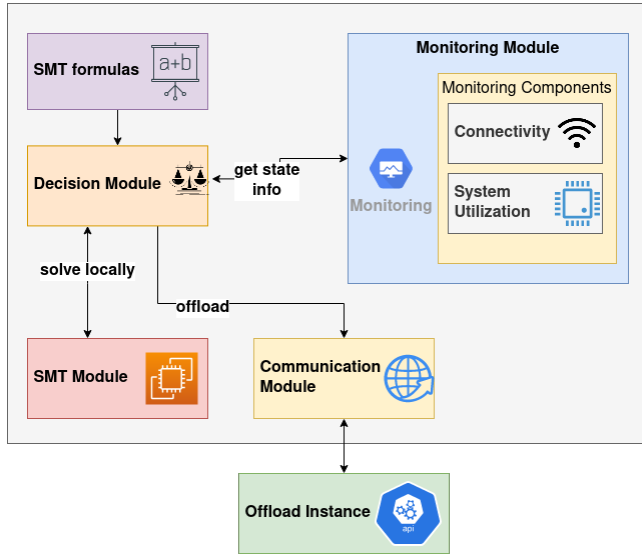 SMT formulas
a+b
Monitoring Module
Monitoring Components
Connectivity
System
Utilization
Monitoring
Decision Module
get state
info
solve locally
offload
SMT Module
Communication
Module
Offload Instance
api